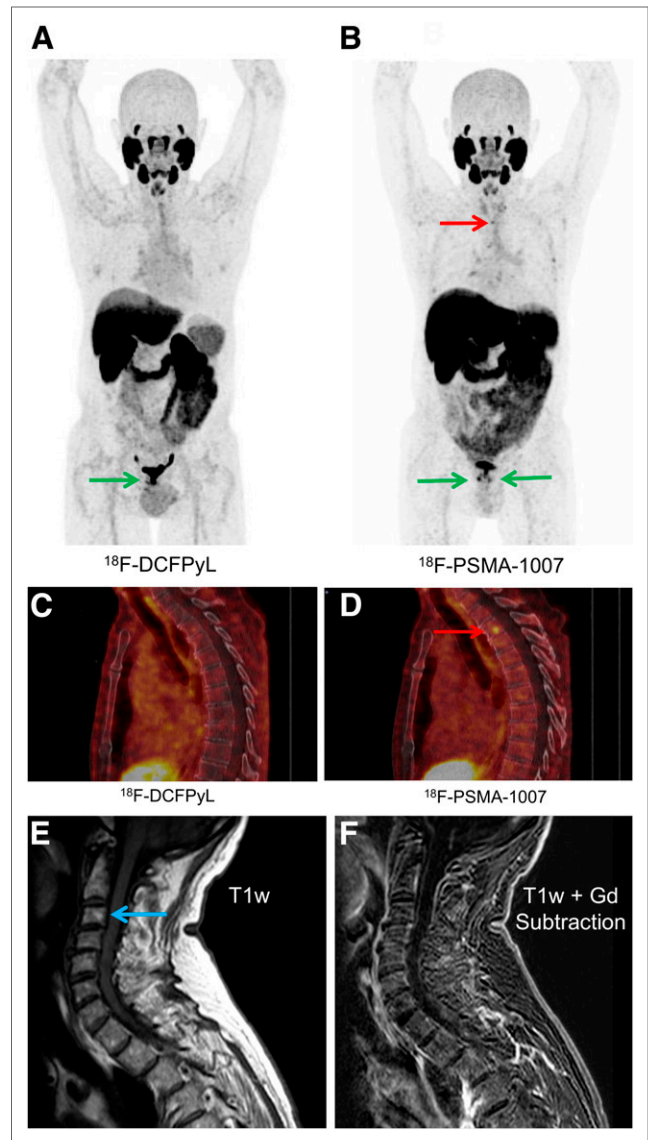 A
B
¹⁸F-DCFPyL
¹⁸F-PSMA-1007
C
D
¹⁸F-DCFPyL
¹⁸F-PSMA-1007
E
F
T1w
T1w + Gd
Subtraction